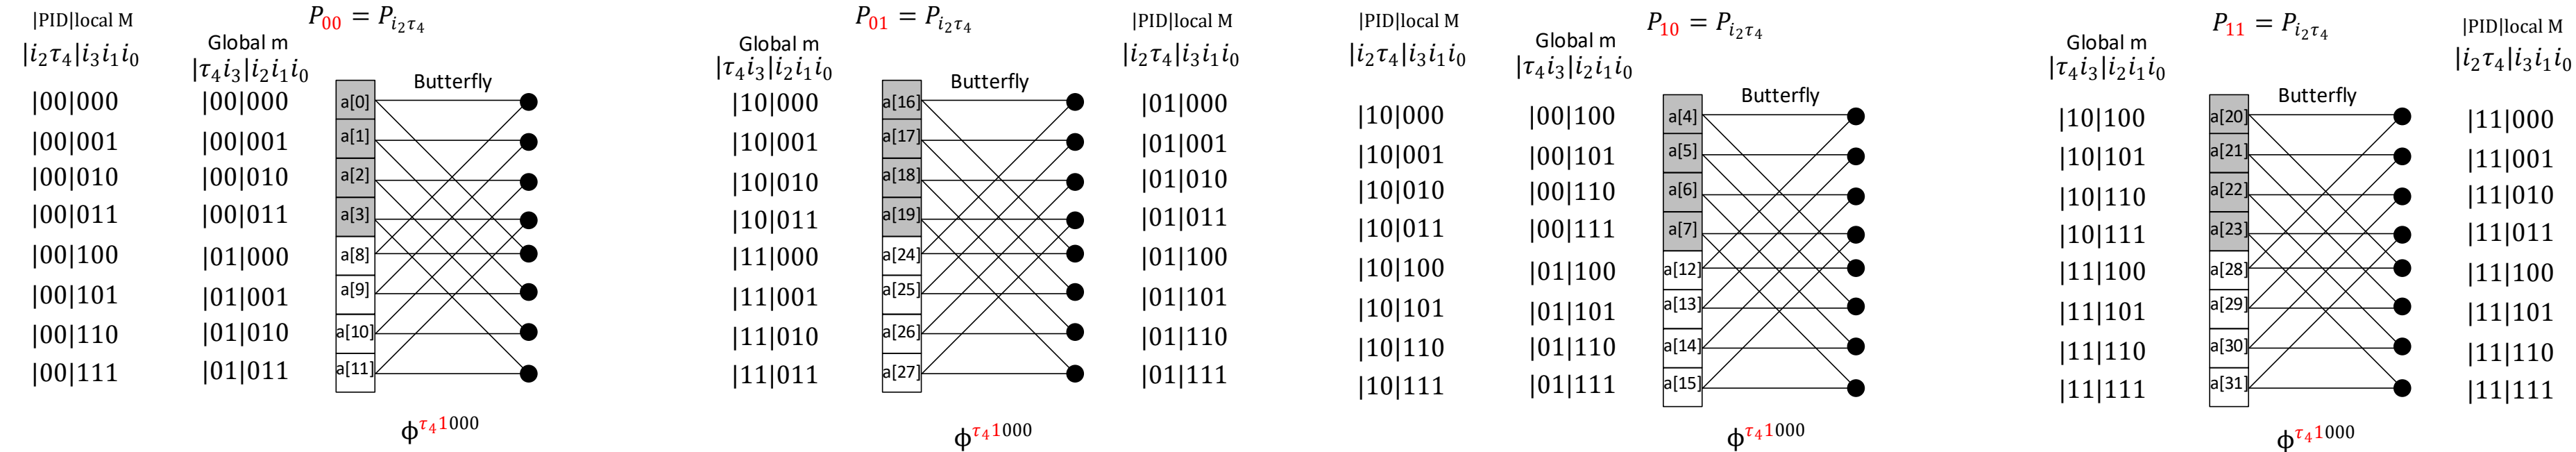 |PID|local M
|i₂τ₄|i₃i₁i₀
|00|000
|00|001
|00|010
|00|011
|00|100
|00|101
|00|110
|00|111
Global m
|τ₄i₃|i₂i₁i₀
|00|000
|00|001
|00|010
|00|011
|01|000
|01|001
|01|010
|01|011
P₀₀ = P_{i₂τ₄}
Butterfly
a[0]
a[1]
a[2]
a[3]
a[8]
a[9]
a[10]
a[11]
ϕ^{τ₄1000}
Global m
|τ₄i₃|i₂i₁i₀
|10|000
|10|001
|10|010
|10|011
|11|000
|11|001
|11|010
|11|011
P₀₁ = P_{i₂τ₄}
Butterfly
a[16]
a[17]
a[18]
a[19]
a[24]
a[25]
a[26]
a[27]
ϕ^{τ₄1000}
|PID|local M
|i₂τ₄|i₃i₁i₀
|01|000
|01|001
|01|010
|01|011
|01|100
|01|101
|01|110
|01|111
|PID|local M
|i₂τ₄|i₃i₁i₀
|10|000
|10|001
|10|010
|10|011
|10|100
|10|101
|10|110
|10|111
Global m
|τ₄i₃|i₂i₁i₀
|00|100
|00|101
|00|110
|00|111
|01|100
|01|101
|01|110
|01|111
P₁₀ = P_{i₂τ₄}
Butterfly
a[4]
a[5]
a[6]
a[7]
a[12]
a[13]
a[14]
a[15]
ϕ^{τ₄1000}
Global m
|τ₄i₃|i₂i₁i₀
|10|100
|10|101
|10|110
|10|111
|11|100
|11|101
|11|110
|11|111
P₁₁ = P_{i₂τ₄}
Butterfly
a[20]
a[21]
a[22]
a[23]
a[28]
a[29]
a[30]
a[31]
ϕ^{τ₄1000}
|PID|local M
|i₂τ₄|i₃i₁i₀
|11|000
|11|001
|11|010
|11|011
|11|100
|11|101
|11|110
|11|111